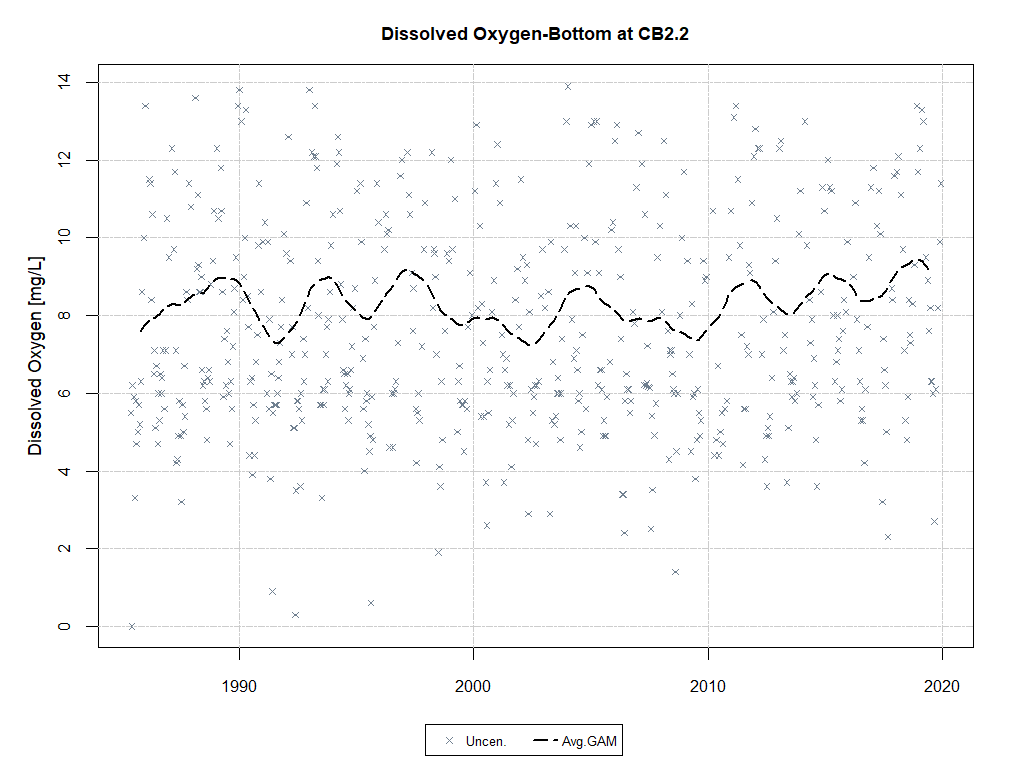 Dissolved Oxygen-Bottom at CB2.2
Dissolved Oxygen [mg/L]
14
12
10
8
6
4
2
0
1990 2000 2010 2020
Uncen. Avg.GAM